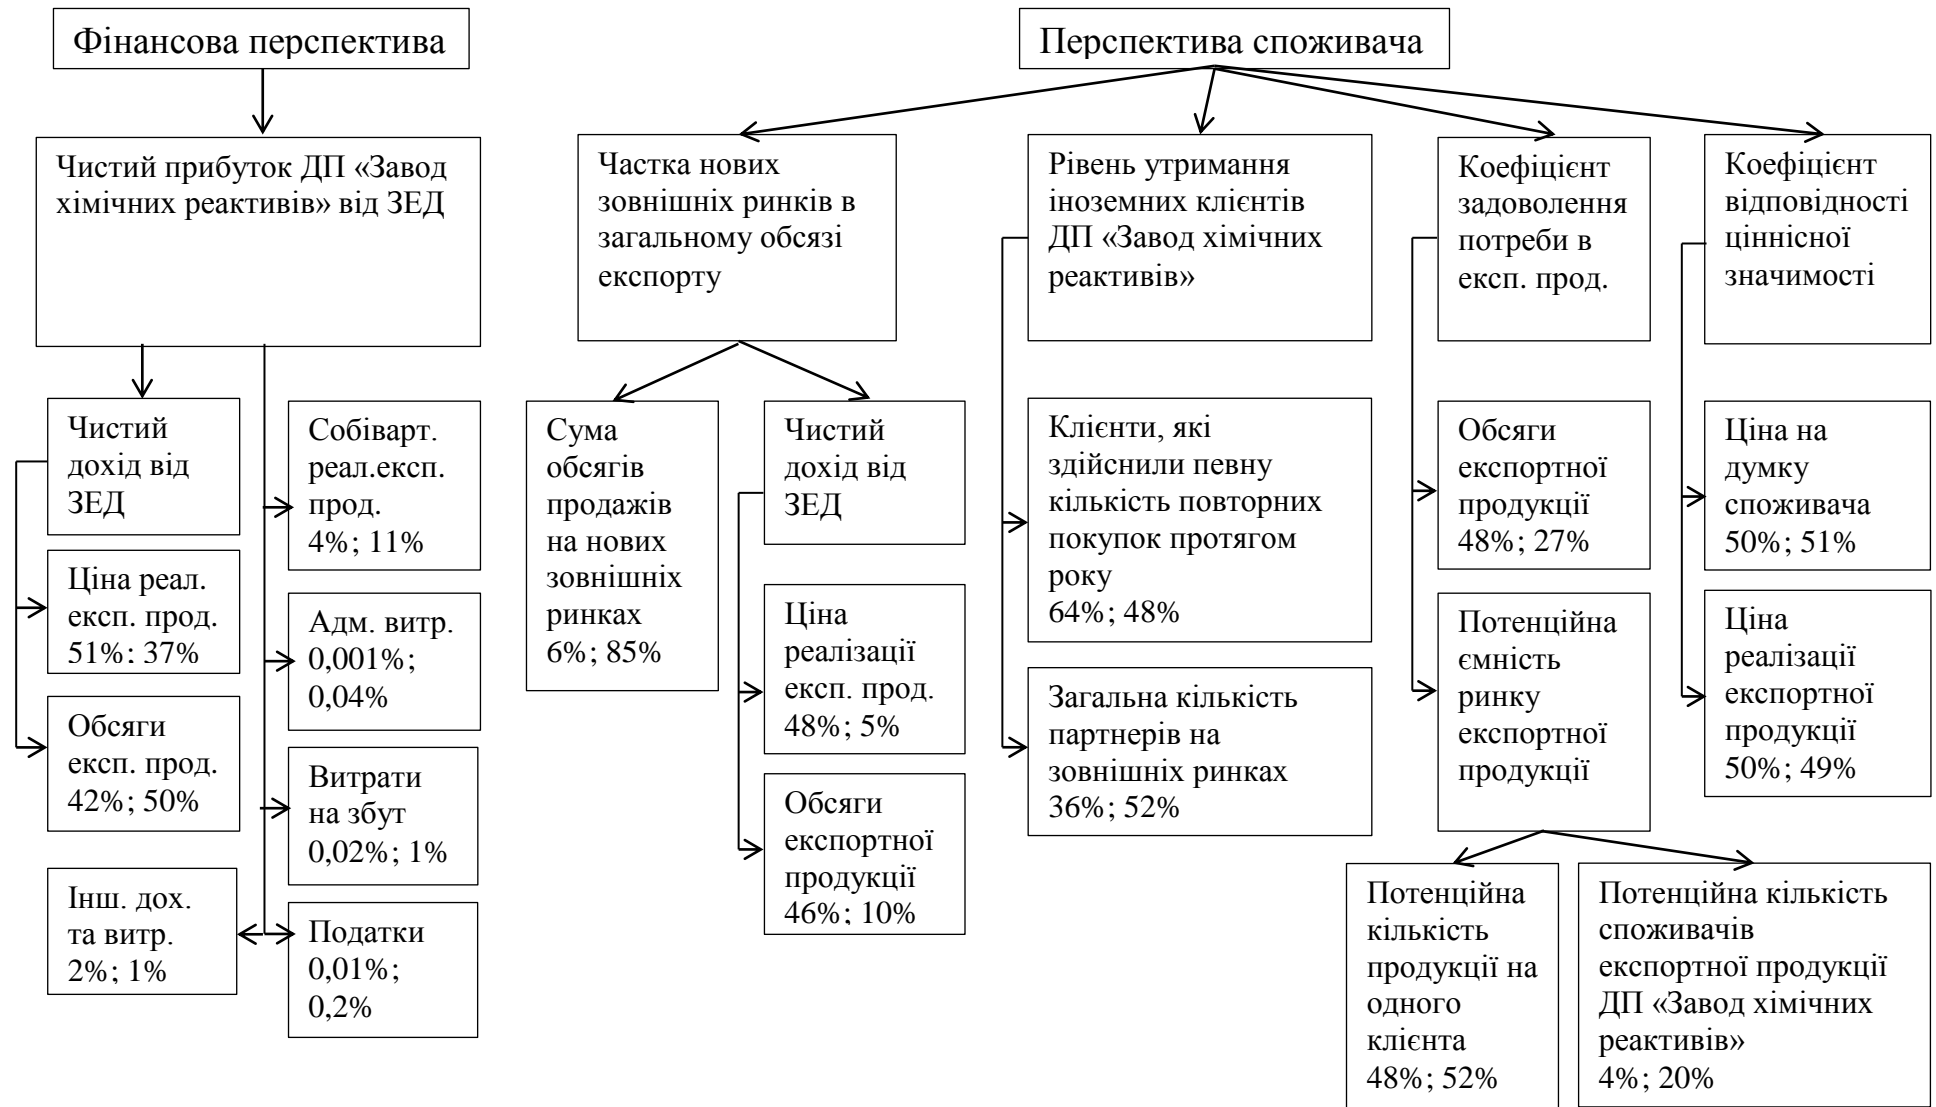 Фінансова перспектива
Чистий прибуток ДП «Завод
хімічних реактивів» від ЗЕД
Чистий
дохід від
ЗЕД
Ціна реал.
експ. прод.
51%; 37%
Обсяги
експ. прод.
42%; 50%
Інш. дох.
та витр.
2%; 1%
Собіварт.
реал.експ.
прод.
4%; 11%
Адм. витр.
0,001%;
0,04%
Витрати
на збут
0,02%; 1%
Податки
0,01%;
0,2%
Перспектива споживача
Частка нових
зовнішніх ринків в
загальному обсязі
експорту
Сума
обсягів
продажів
на нових
зовнішніх
ринках
6%; 85%
Чистий
дохід від
ЗЕД
Ціна
реалізації
експ. прод.
48%; 5%
Обсяги
експортної
продукції
46%; 10%
Рівень утримання
іноземних клієнтів
ДП «Завод хімічних
реактивів»
Клієнти, які
здійснили певну
кількість повторних
покупок протягом
року
64%; 48%
Загальна кількість
партнерів на
зовнішніх ринках
36%; 52%
Коефіцієнт
задоволення
потреби в
експ. прод.
Обсяги
експортної
продукції
48%; 27%
Потенційна
ємність
ринку
експортної
продукції
Потенційна
кількість
продукції на
одного
клієнта
48%; 52%
Потенційна кількість
споживачів
експортної продукції
ДП «Завод хімічних
реактивів»
4%; 20%
Коефіцієнт
відповідності
ціннісної
значимості
Ціна на
думку
споживача
50%; 51%
Ціна
реалізації
експортної
продукції
50%; 49%